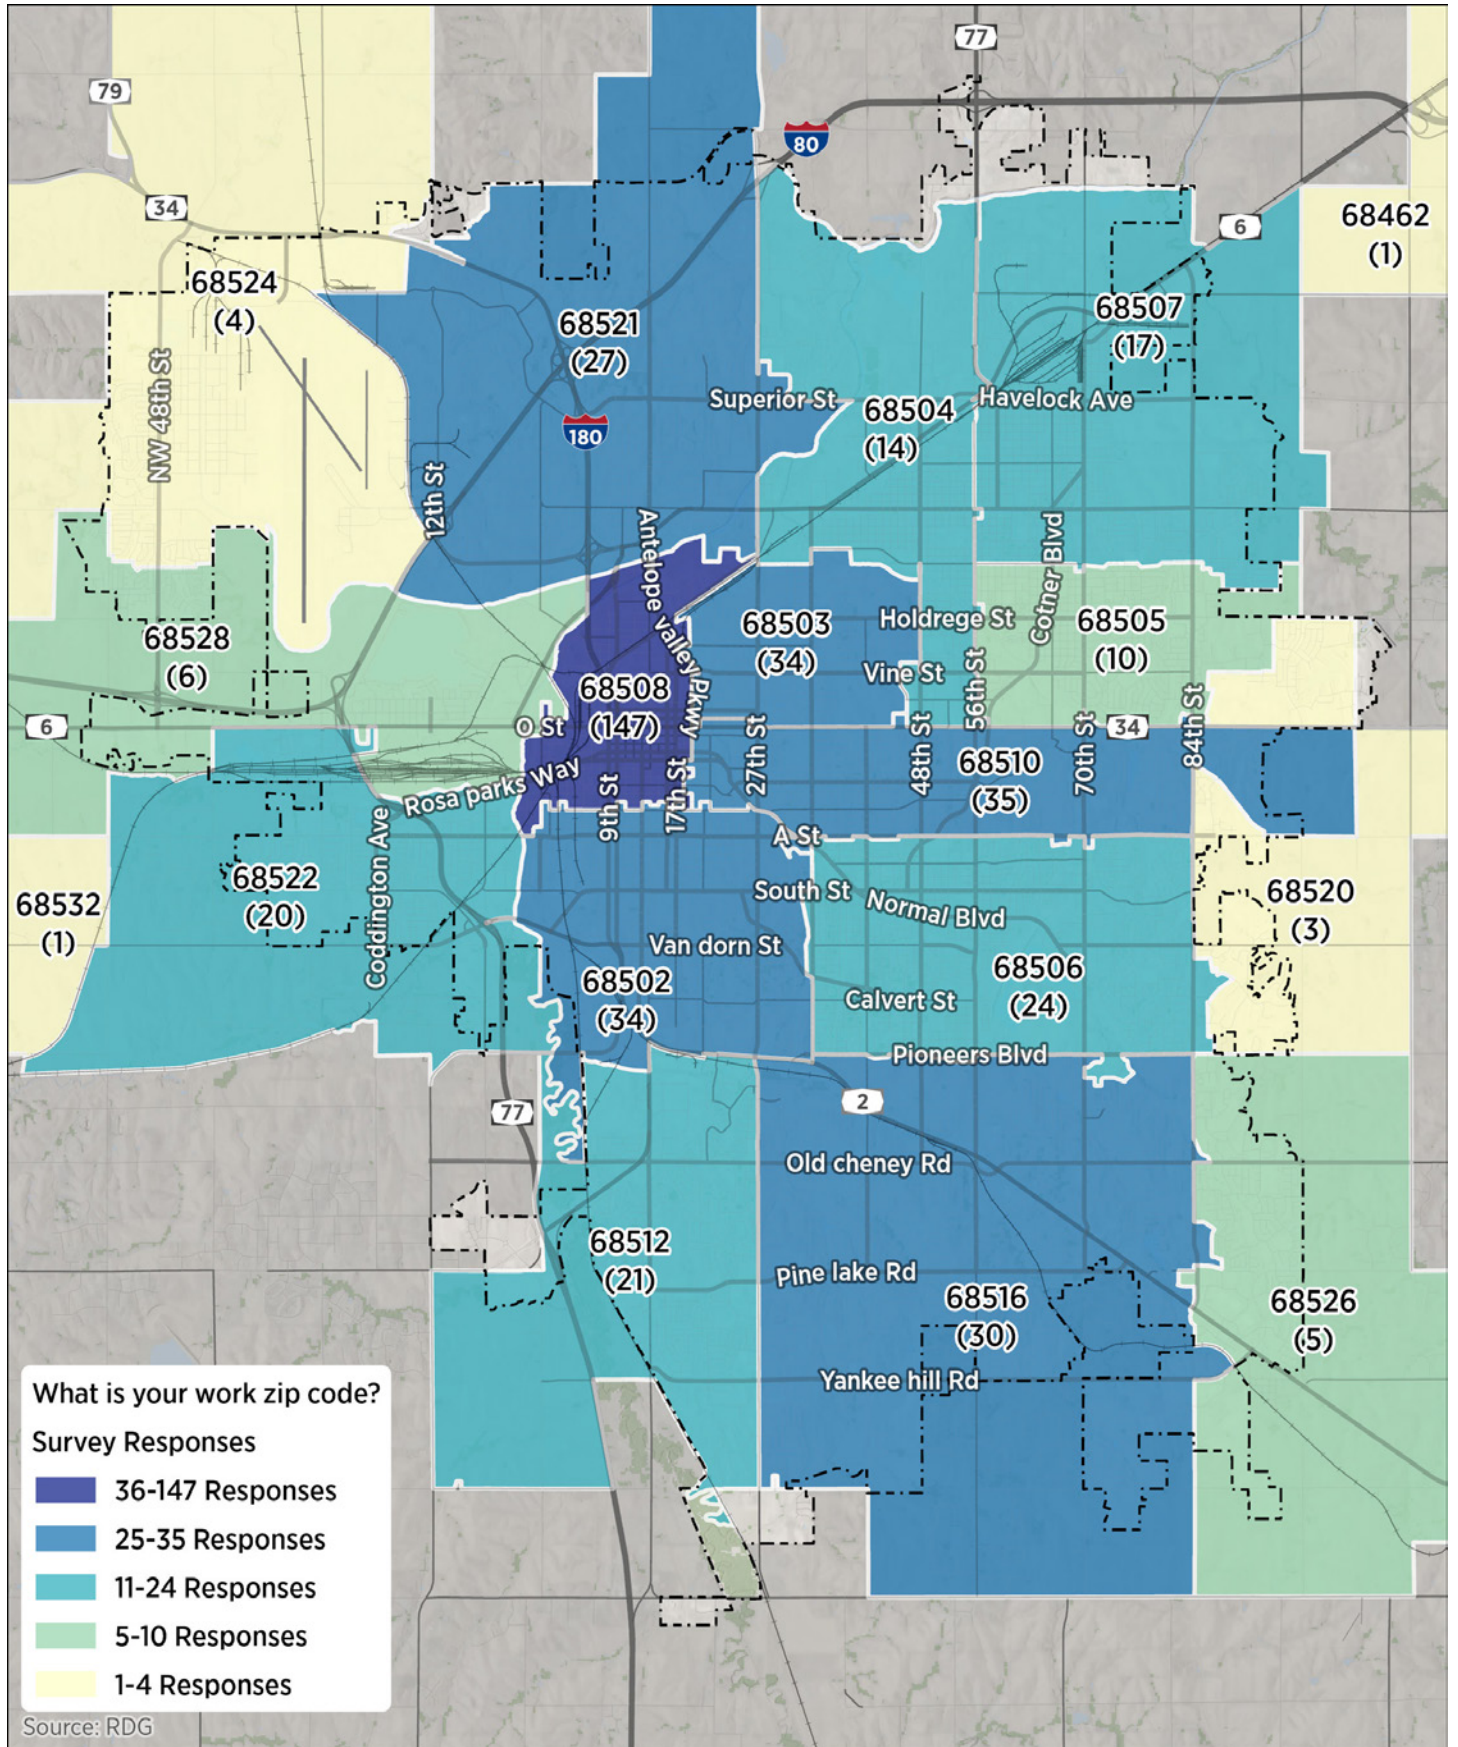 77
79
80
34
68462
(1)
6
68524
(4)
68507
(17)
68521
(27)
NW 48th St
Superior St
Havelock Ave
68504
(14)
180
12th St
Antelope valley Pkwy
Cotner Blvd
68528
(6)
68503
(34)
Holdrege St
68505
(10)
Vine St
56th St
68508
(147)
6
O St
27th St
48th St
70th St
34
84th St
68510
(35)
Rosa parks Way
9th St
17th St
A St
Coddington Ave
68522
(20)
68532
(1)
South St
Normal Blvd
68520
(3)
Van dorn St
68502
(34)
68506
(24)
Calvert St
Pioneers Blvd
77
2
Old cheney Rd
68512
(21)
Pine lake Rd
68516
(30)
68526
(5)
Yankee hill Rd
What is your work zip code?
Survey Responses
36-147 Responses
25-35 Responses
11-24 Responses
5-10 Responses
1-4 Responses
Source: RDG